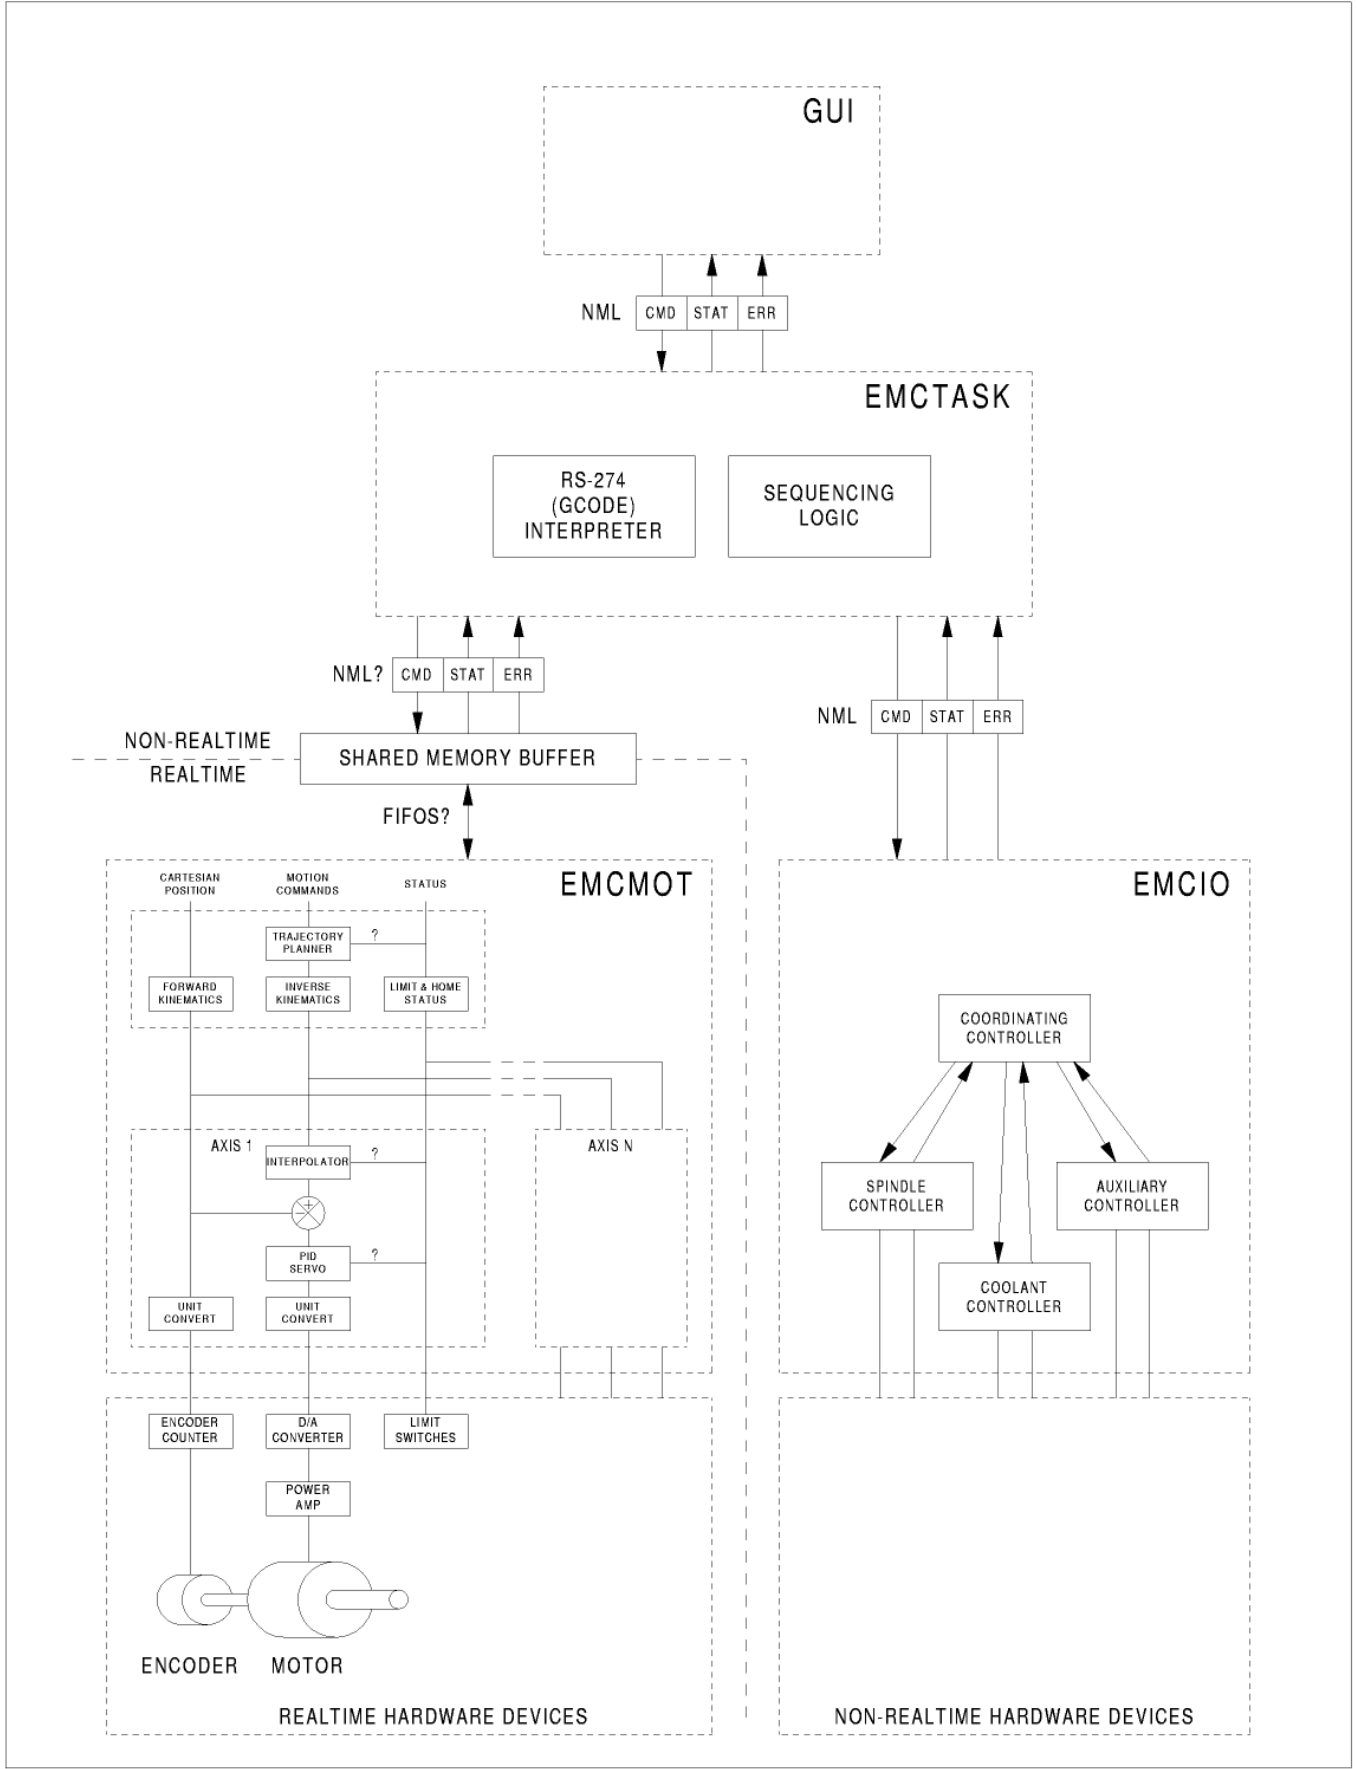 GUI
NML
CMD STAT ERR
EMCTASK
RS-274
(GCODE)
INTERPRETER
SEQUENCING
LOGIC
NML?
CMD STAT ERR
NML
CMD STAT ERR
NON-REALTIME
REALTIME
SHARED MEMORY BUFFER
FIFOS?
EMCMOT
CARTESIAN
POSITION
MOTION
COMMANDS
STATUS
TRAJECTORY
PLANNER
?
FORWARD
KINEMATICS
INVERSE
KINEMATICS
LIMIT & HOME
STATUS
AXIS 1
INTERPOLATOR
?
+
−
PID
SERVO
?
UNIT
CONVERT
UNIT
CONVERT
AXIS N
EMCIO
COORDINATING
CONTROLLER
SPINDLE
CONTROLLER
AUXILIARY
CONTROLLER
COOLANT
CONTROLLER
ENCODER
COUNTER
D/A
CONVERTER
LIMIT
SWITCHES
POWER
AMP
ENCODER
MOTOR
REALTIME HARDWARE DEVICES
NON-REALTIME HARDWARE DEVICES